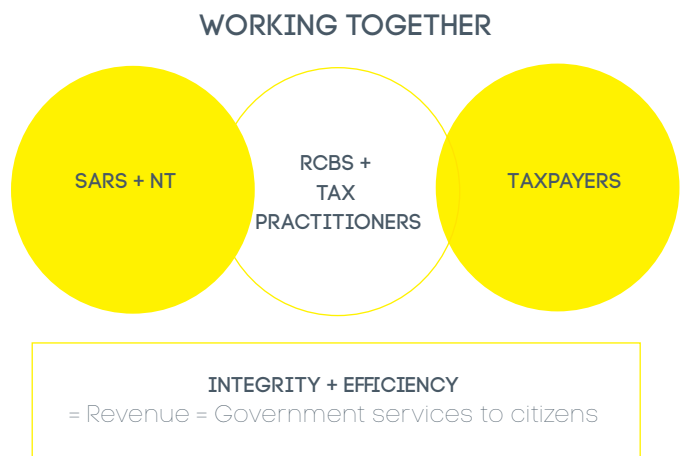 WORKING TOGETHER
SARS + NT
RCBS +
TAX
PRACTITIONERS
TAXPAYERS
INTEGRITY + EFFICIENCY
= Revenue = Government services to citizens